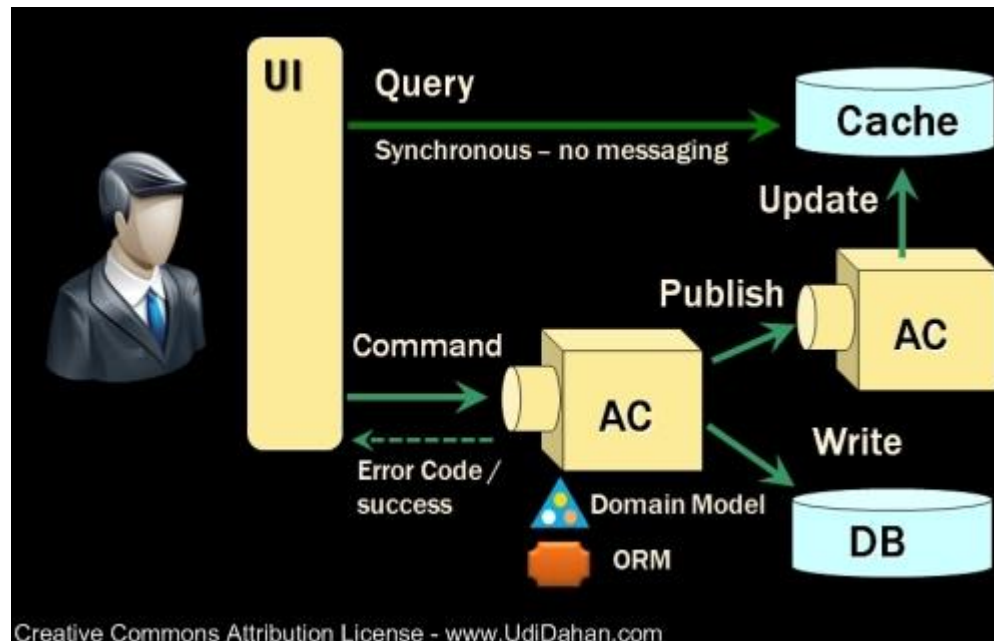 UI
Query
Synchronous – no messaging
Cache
Update
Publish
AC
Command
AC
Error Code /
success
Write
Domain Model
ORM
DB
Creative Commons Attribution License - www.UdiDahan.com